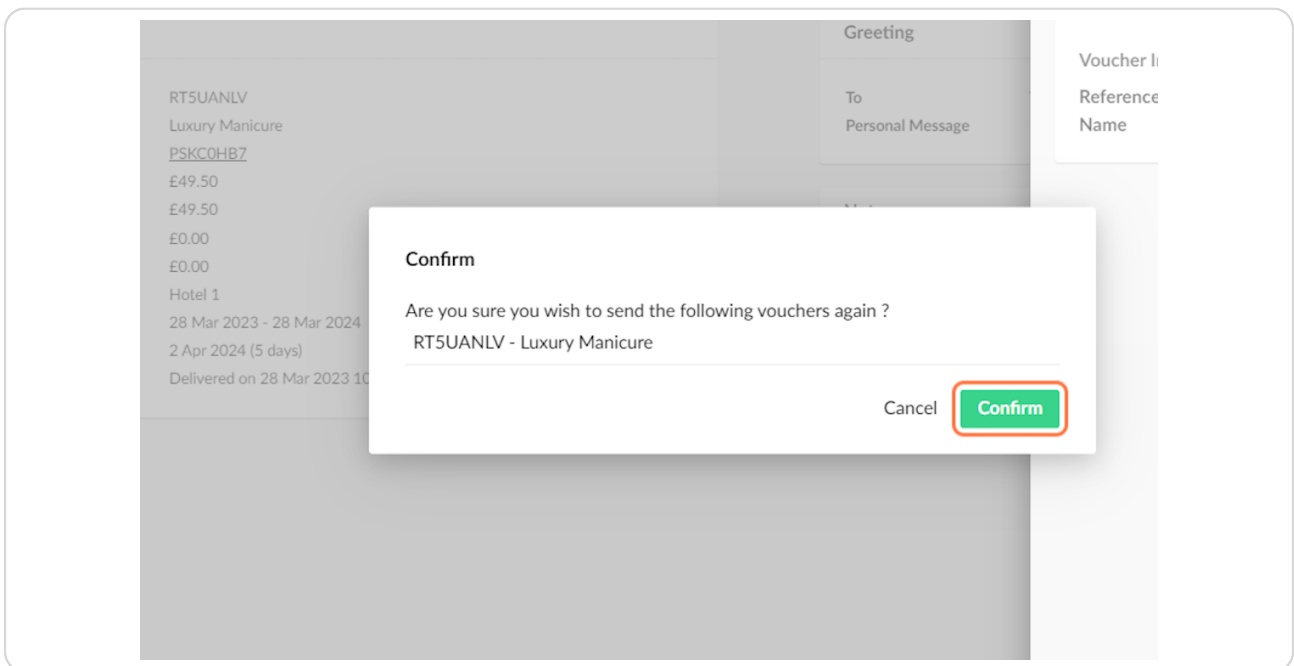 Greeting
Voucher
RT5UANLV
To
Reference
Luxury Manicure
Personal Message
Name
PSKC0HB7
£49.50
£49.50
£0.00
£0.00
Hotel 1
28 Mar 2023 - 28 Mar 2024
2 Apr 2024 (5 days)
Delivered on 28 Mar 2023
Confirm
Are you sure you wish to send the following vouchers again ?
RT5UANLV - Luxury Manicure
Cancel
Confirm